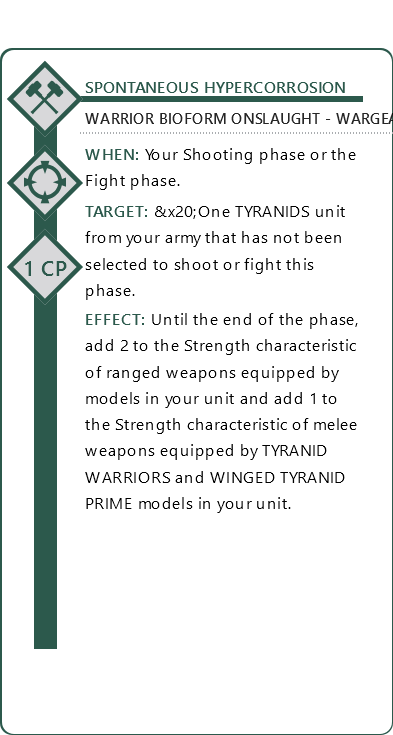 SPONTANEOUS HYPERCORROSION
WARRIOR BIOFORM ONSLAUGHT - WARGEA
WHEN: Your Shooting phase or the
Fight phase.
TARGET: &x20;One TYRANIDS unit
from your army that has not been
selected to shoot or fight this
phase.
1 CP
EFFECT: Until the end of the phase,
add 2 to the Strength characteristic
of ranged weapons equipped by
models in your unit and add 1 to
the Strength characteristic of melee
weapons equipped by TYRANID
WARRIORS and WINGED TYRANID
PRIME models in your unit.